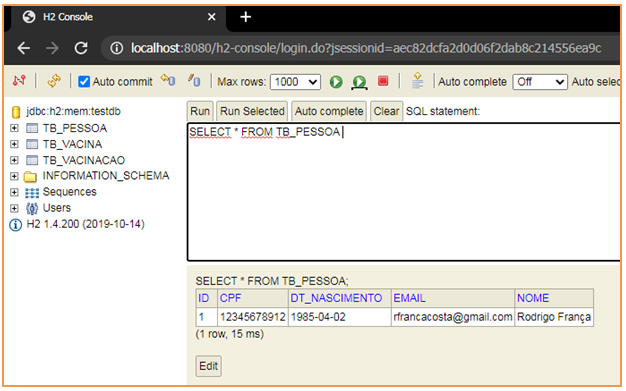 H2 Console
localhost:8080/h2-console/login.do?jsessionid=aec82dcfa2d0d06f2dab8c214556ea9c
Auto commit Max rows: 1000 Auto complete Off Auto selec
jdbc:h2:mem:testdb
TB_PESSOA
TB_VACINA
TB_VACINACAO
INFORMATION_SCHEMA
Sequences
Users
H2 1.4.200 (2019-10-14)
Run Run Selected Auto complete Clear SQL statement:
SELECT * FROM TB_PESSOA
SELECT * FROM TB_PESSOA;
ID CPF DT_NASCIMENTO EMAIL NOME
1 12345678912 1985-04-02 rfrancacosta@gmail.com Rodrigo França
(1 row, 15 ms)
Edit